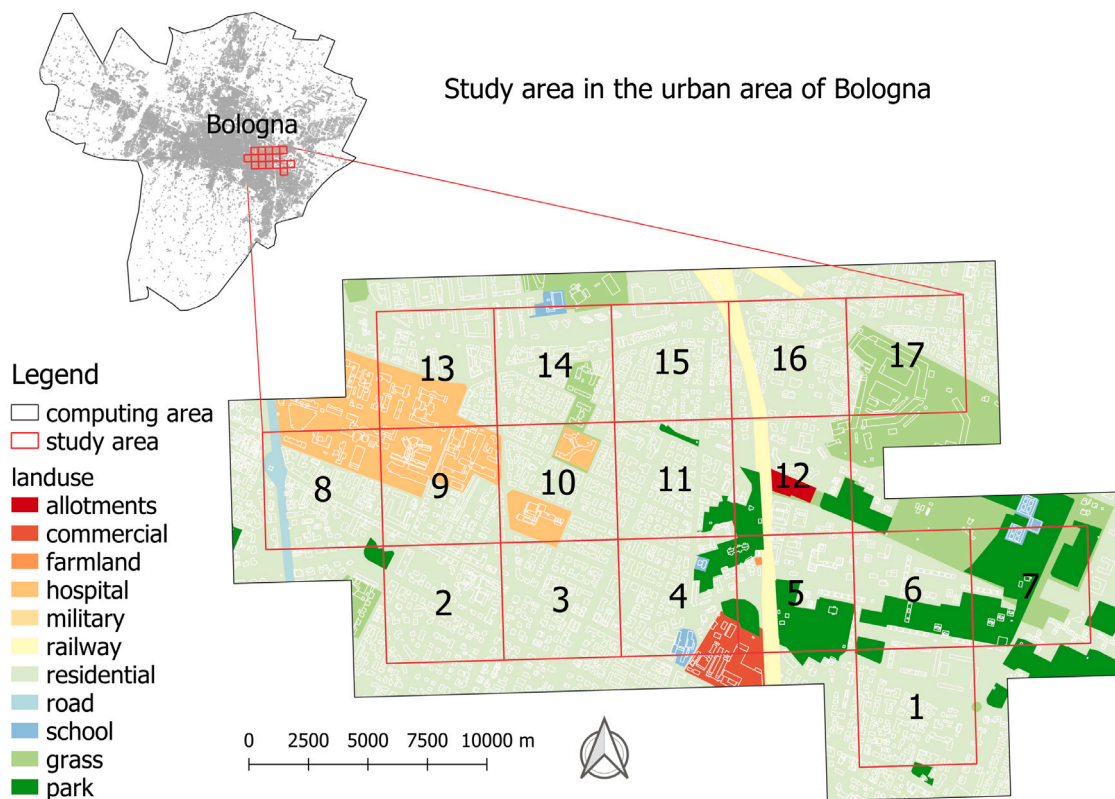 Study area in the urban area of Bologna
Bologna
13
14
15
16
17
8
9
10
11
12
2
3
4
5
6
7
1
Legend
computing area
study area
landuse
allotments
commercial
farmland
hospital
military
railway
residential
road
school
grass
park
0 2500 5000 7500 10000 m